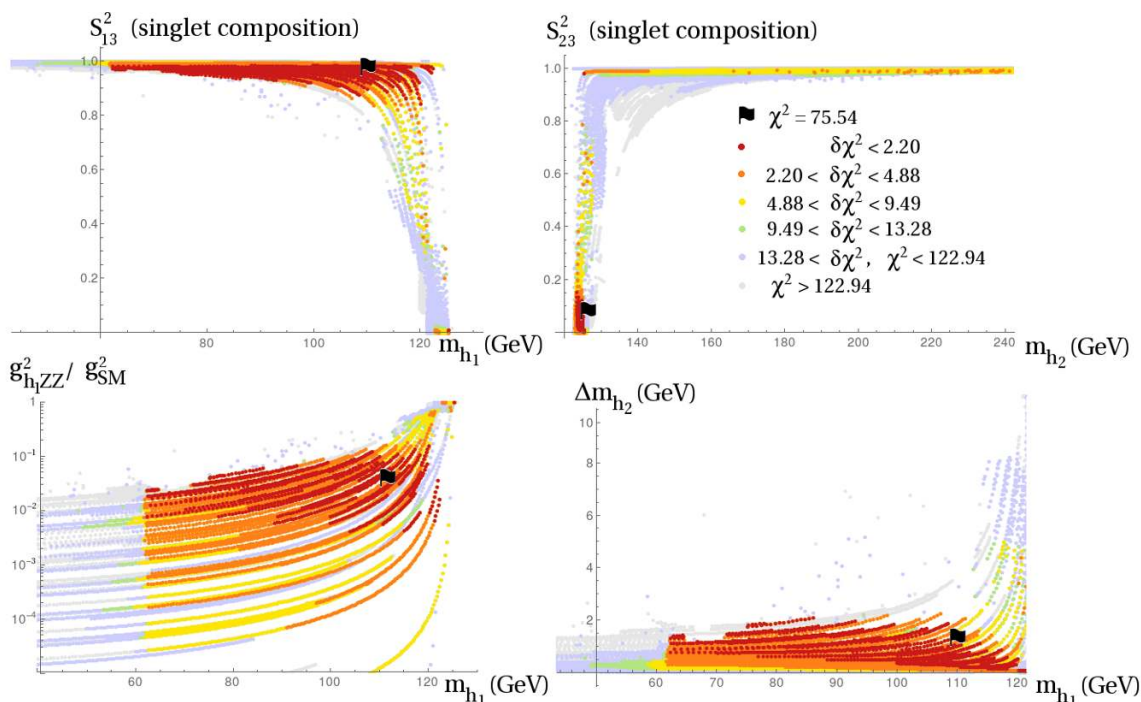 S²₁₃ (singlet composition)
1.0
0.8
0.6
0.4
0.2
80
100
120
m_h₁ (GeV)
S²₂₃ (singlet composition)
1.0
0.8
0.6
0.4
0.2
140
160
180
200
220
240
m_h₂ (GeV)
χ² = 75.54
δχ² < 2.20
2.20 < δχ² < 4.88
4.88 < δχ² < 9.49
9.49 < δχ² < 13.28
13.28 < δχ², χ² < 122.94
χ² > 122.94
g²_h₁ZZ / g²_SM
1
10⁻¹
10⁻²
10⁻³
10⁻⁴
60
80
100
120
m_h₁ (GeV)
Δm_h₂ (GeV)
10
8
6
4
2
60
70
80
90
100
110
120
m_h₁ (GeV)